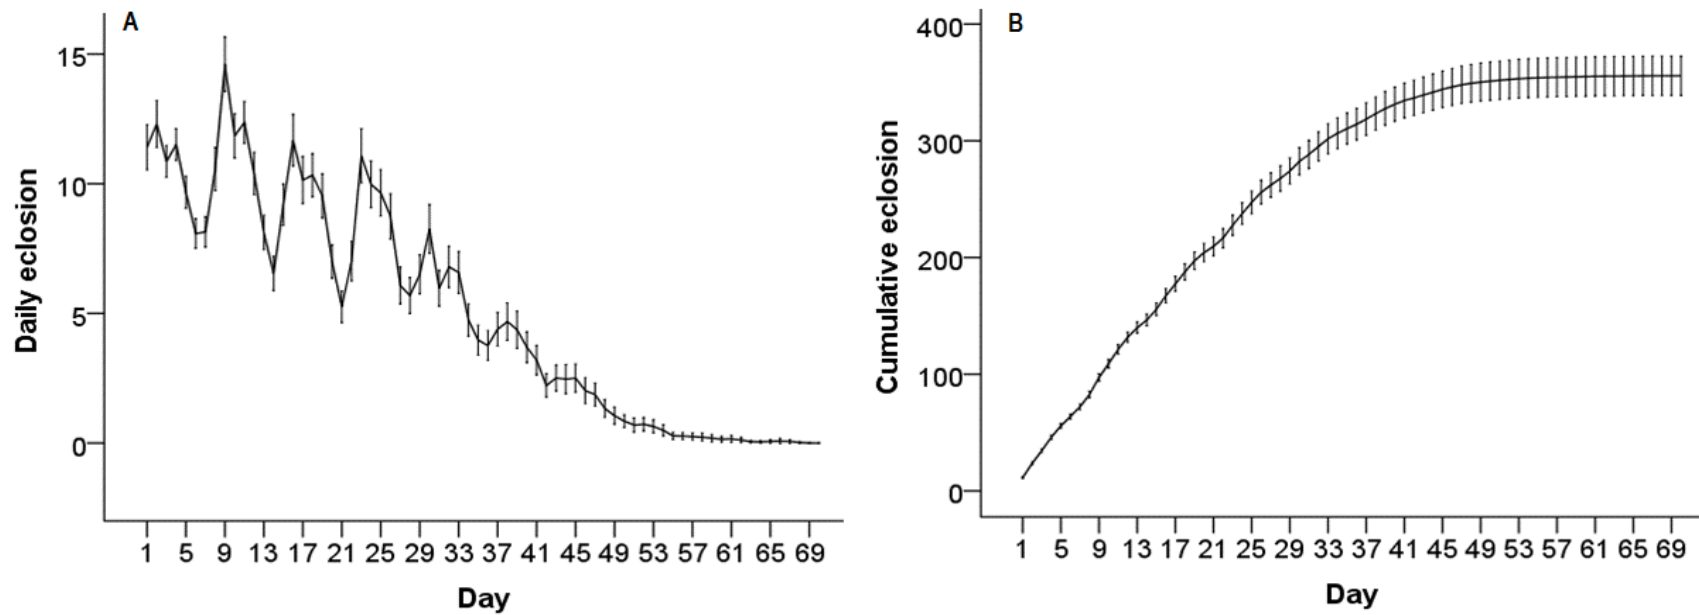 A
Daily eclosion
15
10
5
0
1 5 9 13 17 21 25 29 33 37 41 45 49 53 57 61 65 69
Day
B
Cumulative eclosion
400
300
200
100
0
1 5 9 13 17 21 25 29 33 37 41 45 49 53 57 61 65 69
Day